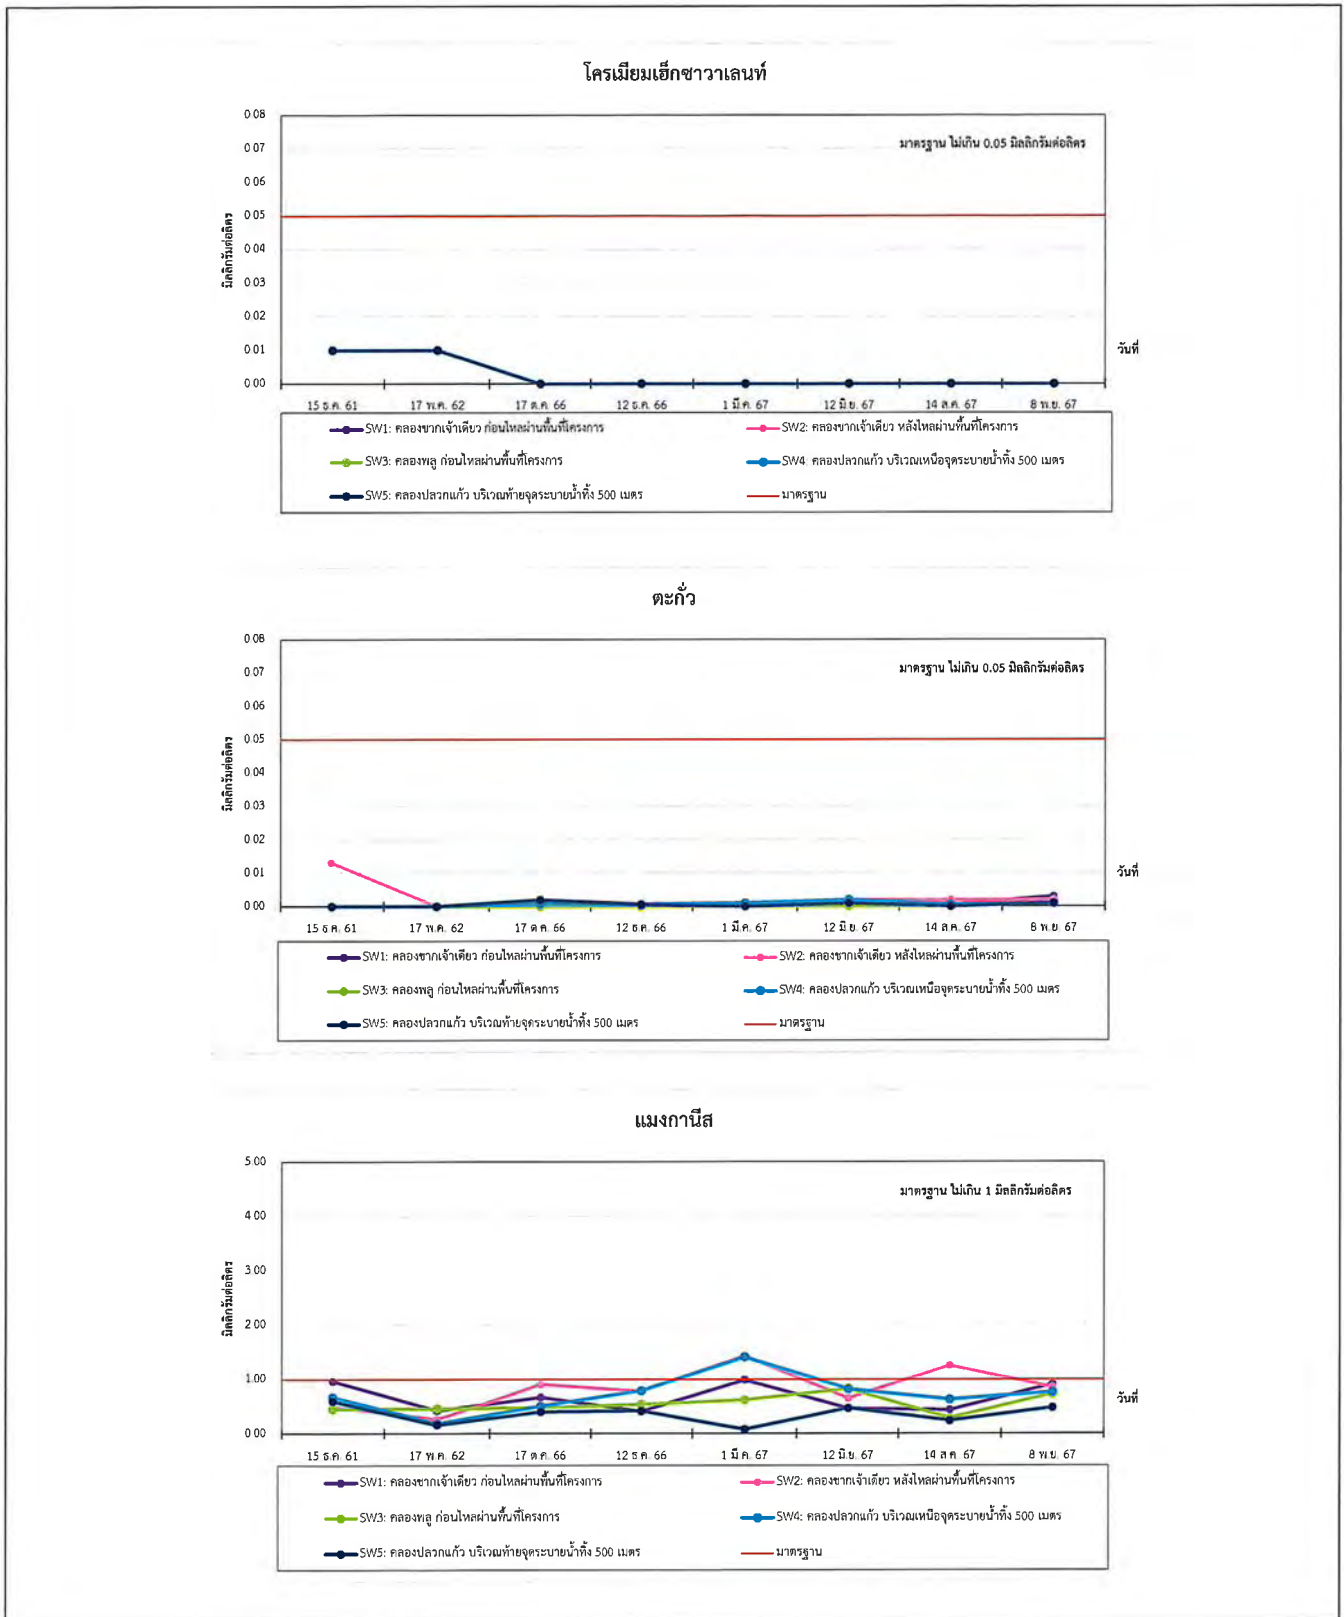 โครเมียมเฮ็กซาวาเลนท์
มาตรฐาน ไม่เกิน 0.05 มิลลิกรัมต่อลิตร
มิลลิกรัมต่อลิตร
0.08
0.07
0.06
0.05
0.04
0.03
0.02
0.01
0.00
วันที่
15 ธ.ค. 61 17 พ.ค. 62 17 ต.ค. 66 12 ธ.ค. 66 1 มี.ค. 67 12 มิ.ย. 67 14 ส.ค. 67 8 พ.ย. 67
SW1: คลองซากเจ้าเดียว ก่อนไหลผ่านพื้นที่โครงการ SW2: คลองซากเจ้าเดียว หลังไหลผ่านพื้นที่โครงการ
SW3: คลองพลู ก่อนไหลผ่านพื้นที่โครงการ SW4: คลองปลวกแก้ว บริเวณเหนือจุดระบายน้ำทิ้ง 500 เมตร
SW5: คลองปลวกแก้ว บริเวณท้ายจุดระบายน้ำทิ้ง 500 เมตร มาตรฐาน
ตะกั่ว
มาตรฐาน ไม่เกิน 0.05 มิลลิกรัมต่อลิตร
มิลลิกรัมต่อลิตร
0.08
0.07
0.06
0.05
0.04
0.03
0.02
0.01
0.00
วันที่
15 ธ.ค. 61 17 พ.ค. 62 17 ต.ค. 66 12 ธ.ค. 66 1 มี.ค. 67 12 มิ.ย. 67 14 ส.ค. 67 8 พ.ย. 67
SW1: คลองซากเจ้าเดียว ก่อนไหลผ่านพื้นที่โครงการ SW2: คลองซากเจ้าเดียว หลังไหลผ่านพื้นที่โครงการ
SW3: คลองพลู ก่อนไหลผ่านพื้นที่โครงการ SW4: คลองปลวกแก้ว บริเวณเหนือจุดระบายน้ำทิ้ง 500 เมตร
SW5: คลองปลวกแก้ว บริเวณท้ายจุดระบายน้ำทิ้ง 500 เมตร มาตรฐาน
แมงกานีส
มาตรฐาน ไม่เกิน 1 มิลลิกรัมต่อลิตร
มิลลิกรัมต่อลิตร
5.00
4.00
3.00
2.00
1.00
0.00
วันที่
15 ธ.ค. 61 17 พ.ค. 62 17 ต.ค. 66 12 ธ.ค. 66 1 มี.ค. 67 12 มิ.ย. 67 14 ส.ค. 67 8 พ.ย. 67
SW1: คลองซากเจ้าเดียว ก่อนไหลผ่านพื้นที่โครงการ SW2: คลองซากเจ้าเดียว หลังไหลผ่านพื้นที่โครงการ
SW3: คลองพลู ก่อนไหลผ่านพื้นที่โครงการ SW4: คลองปลวกแก้ว บริเวณเหนือจุดระบายน้ำทิ้ง 500 เมตร
SW5: คลองปลวกแก้ว บริเวณท้ายจุดระบายน้ำทิ้ง 500 เมตร มาตรฐาน